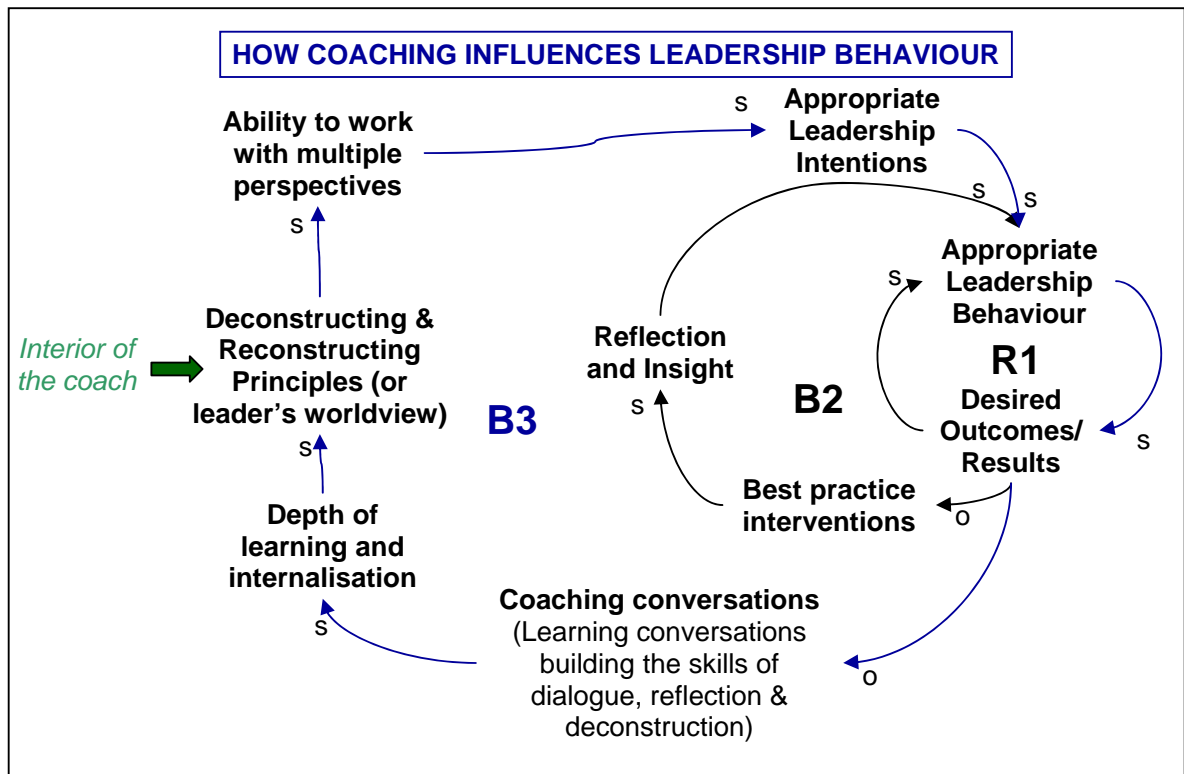 HOW COACHING INFLUENCES LEADERSHIP BEHAVIOUR
Ability to work
with multiple
perspectives
s
s
Appropriate
Leadership
Intentions
s
s
Appropriate
Leadership
Behaviour
s
R1
Desired
Outcomes/
Results
s
Reflection
and Insight
s
B2
Best practice
interventions
o
Interior of
the coach
Deconstructing &
Reconstructing
Principles (or
leader's worldview)
s
B3
Depth of
learning and
internalisation
s
Coaching conversations
(Learning conversations
building the skills of
dialogue, reflection &
deconstruction)
o